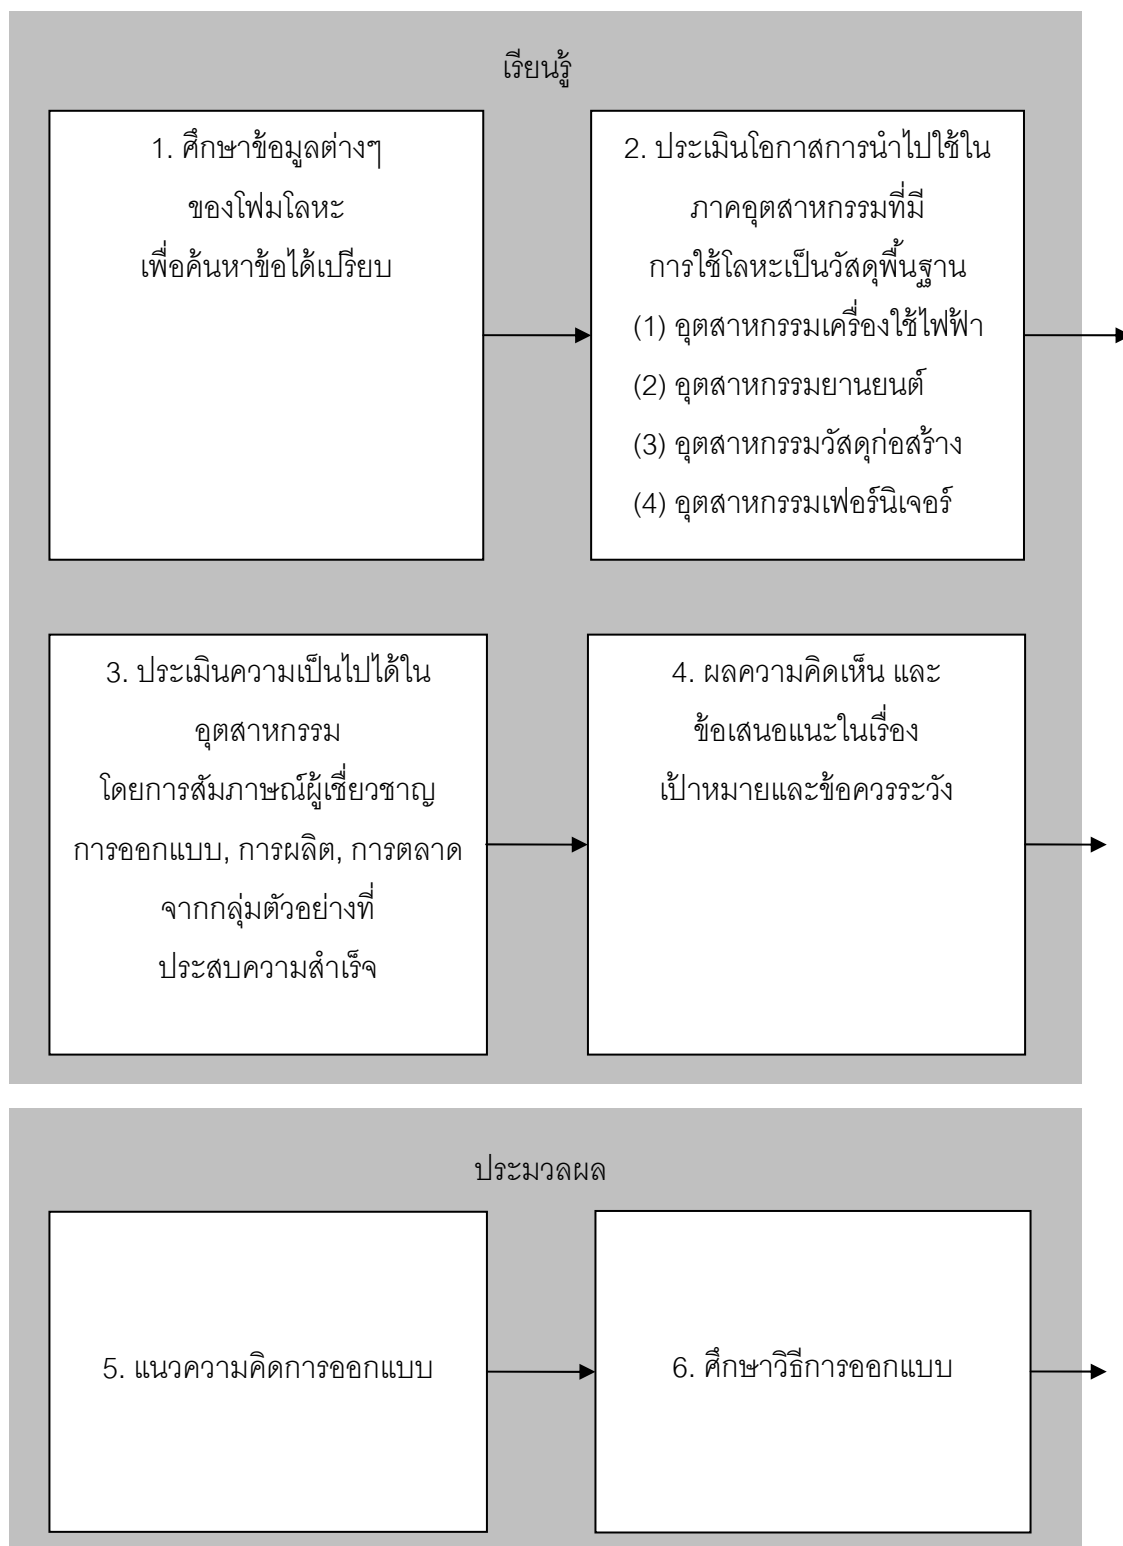 เรียนรู้
1. ศึกษาข้อมูลต่างๆ
ของโฟมโลหะ
เพื่อค้นหาข้อได้เปรียบ
2. ประเมินโอกาสการนำไปใช้ใน
ภาคอุตสาหกรรมที่มี
การใช้โลหะเป็นวัสดุพื้นฐาน
(1) อุตสาหกรรมเครื่องใช้ไฟฟ้า
(2) อุตสาหกรรมยานยนต์
(3) อุตสาหกรรมวัสดุก่อสร้าง
(4) อุตสาหกรรมเฟอร์นิเจอร์
3. ประเมินความเป็นไปได้ใน
อุตสาหกรรม
โดยการสัมภาษณ์ผู้เชี่ยวชาญ
การออกแบบ, การผลิต, การตลาด
จากกลุ่มตัวอย่างที่
ประสบความสำเร็จ
4. ผลความคิดเห็น และ
ข้อเสนอแนะในเรื่อง
เป้าหมายและข้อควรระวัง
ประมวลผล
5. แนวความคิดการออกแบบ
6. ศึกษาวิธีการออกแบบ